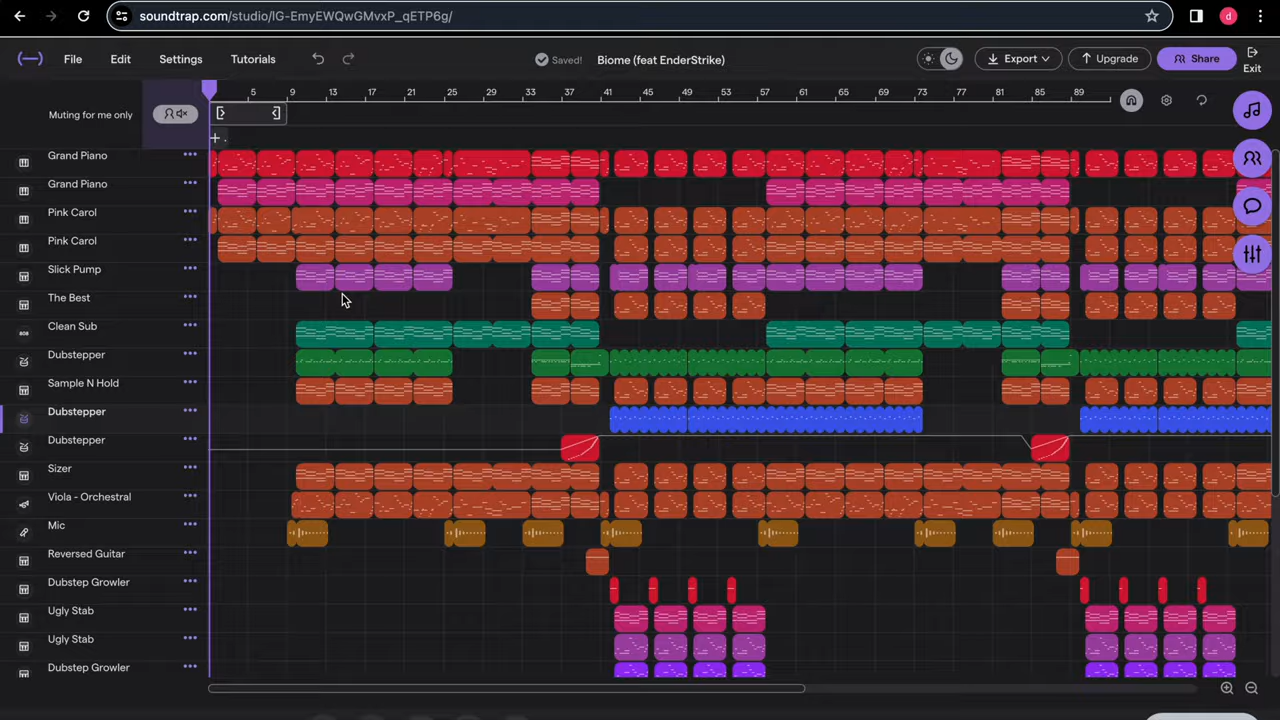 soundtrap.com/studio/lG-EmyEWQwGMvxP_qETP6g/
d
File Edit Settings Tutorials Saved! Biome (feat EnderStrike) Export Upgrade Share Exit
Muting for me only
5 9 13 17 21 25 29 33 37 41 45 49 53 57 61 65 69 73 77 81 85 89
Grand Piano
Grand Piano
Pink Carol
Pink Carol
Slick Pump
The Best
Clean Sub
808
Dubstepper
Sample N Hold
Dubstepper
Dubstepper
Sizer
Viola - Orchestral
Mic
Reversed Guitar
Dubstep Growler
Ugly Stab
Ugly Stab
Dubstep Growler